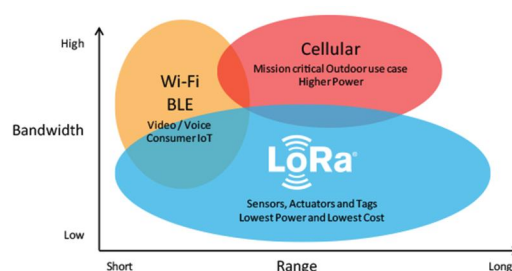 High
Cellular
Mission critical Outdoor use case
Higher Power
Wi-Fi
BLE
Video / Voice
Consumer IoT
Bandwidth
LoRa®
Sensors, Actuators and Tags
Lowest Power and Lowest Cost
Low
Short
Range
Long